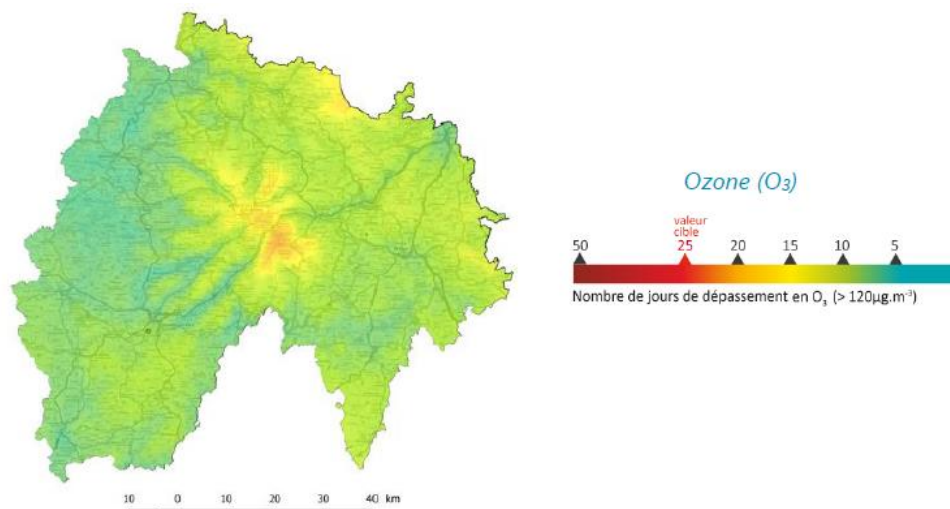 Ozone (O₃)
valeur
cible
50 25 20 15 10 5
Nombre de jours de dépassement en O₃ (> 120µg.m⁻³)
10 0 10 20 30 40 km